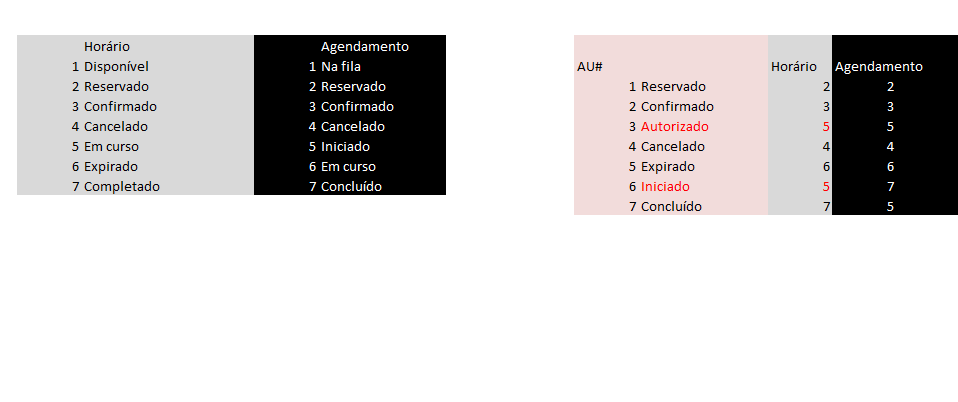 Horário Agendamento
1 Disponível 1 Na fila
2 Reservado 2 Reservado
3 Confirmado 3 Confirmado
4 Cancelado 4 Cancelado
5 Em curso 5 Iniciado
6 Expirado 6 Em curso
7 Completado 7 Concluído
AU# Horário Agendamento
1 Reservado 2 2
2 Confirmado 3 3
3 Autorizado 5 5
4 Cancelado 4 4
5 Expirado 6 6
6 Iniciado 5 7
7 Concluído 7 5